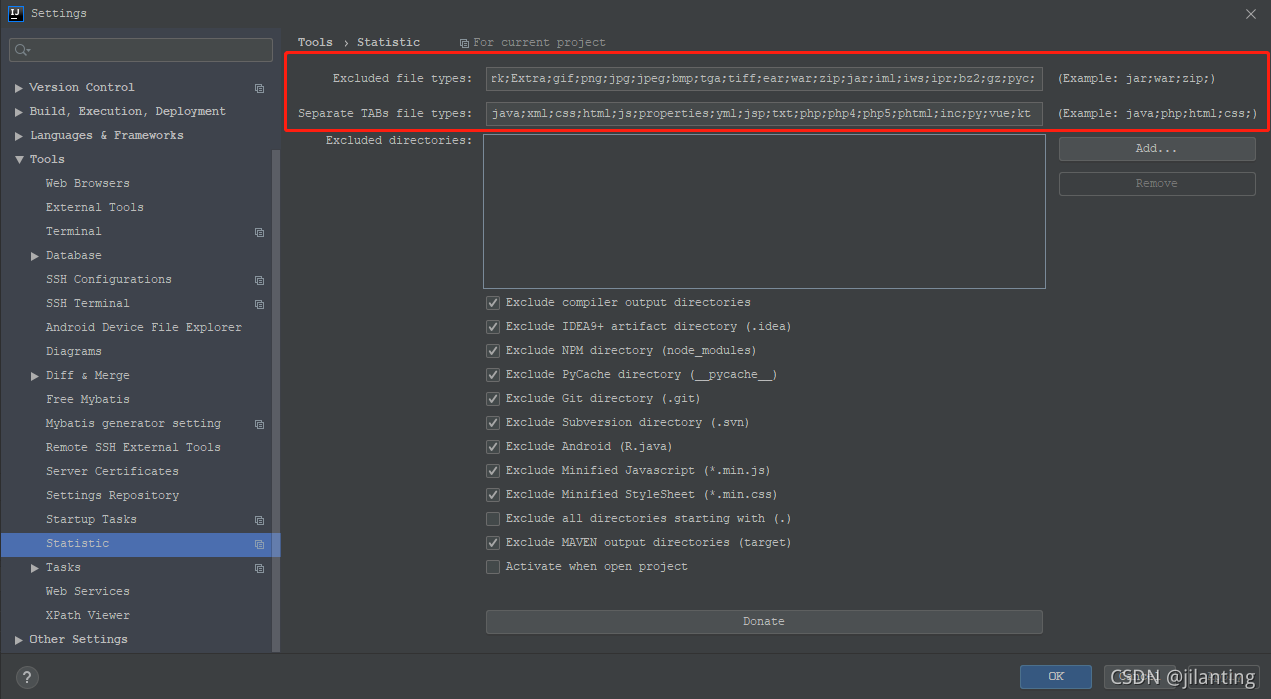 IJ Settings
Tools › Statistic For current project
Excluded file types: rk;Extra;gif;png;jpg;jpeg;bmp;tga;tiff;ear;war;zip;jar;iml;iws;ipr;bz2;gz;pyc; (Example: jar;war;zip;)
Separate TABs file types: java;xml;css;html;js;properties;yml;jsp;txt;php;php4;php5;phtml;inc;py;vue;kt (Example: java;php;html;css;)
Excluded directories:
Add...
Remove
Version Control
Build, Execution, Deployment
Languages & Frameworks
Tools
Web Browsers
External Tools
Terminal
Database
SSH Configurations
SSH Terminal
Android Device File Explorer
Diagrams
Diff & Merge
Free Mybatis
Mybatis generator setting
Remote SSH External Tools
Server Certificates
Settings Repository
Startup Tasks
Statistic
Tasks
Web Services
XPath Viewer
Other Settings
Exclude compiler output directories
Exclude IDEA9+ artifact directory (.idea)
Exclude NPM directory (node_modules)
Exclude PyCache directory (__pycache__)
Exclude Git directory (.git)
Exclude Subversion directory (.svn)
Exclude Android (R.java)
Exclude Minified Javascript (*.min.js)
Exclude Minified StyleSheet (*.min.css)
Exclude all directories starting with (.)
Exclude MAVEN output directories (target)
Activate when open project
Donate
?
OK
CSDN @jilanting